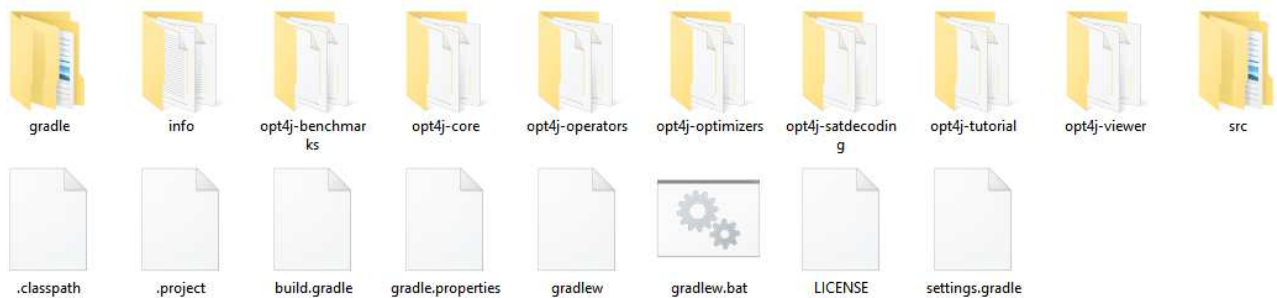 gradle
info
opt4j-benchmar
ks
opt4j-core
opt4j-operators
opt4j-optimizers
opt4j-satdecodin
g
opt4j-tutorial
opt4j-viewer
src
.classpath
.project
build.gradle
gradle.properties
gradlew
gradlew.bat
LICENSE
settings.gradle